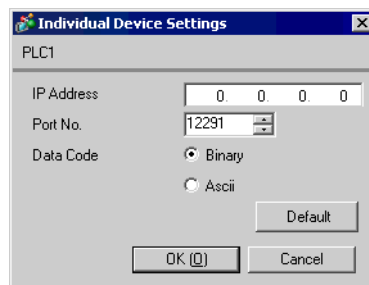 Individual Device Settings
PLC1
IP Address 0. 0. 0. 0
Port No. 12291
Data Code Binary
Ascii
Default
OK (O) Cancel